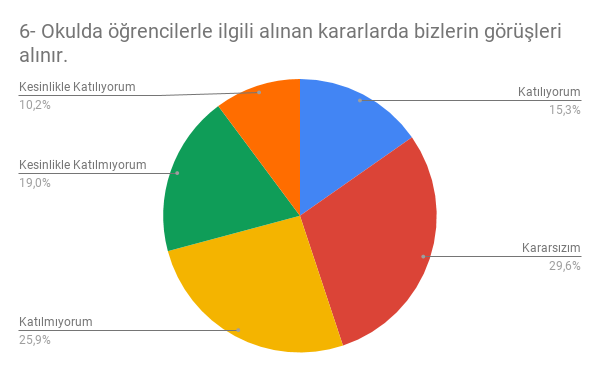 6- Okulda öğrencilerle ilgili alınan kararlarda bizlerin görüşleri
alınır.
Kesinlikle Katılıyorum
10,2%
Katılıyorum
15,3%
Kesinlikle Katılmıyorum
19,0%
Kararsızım
29,6%
Katılmıyorum
25,9%